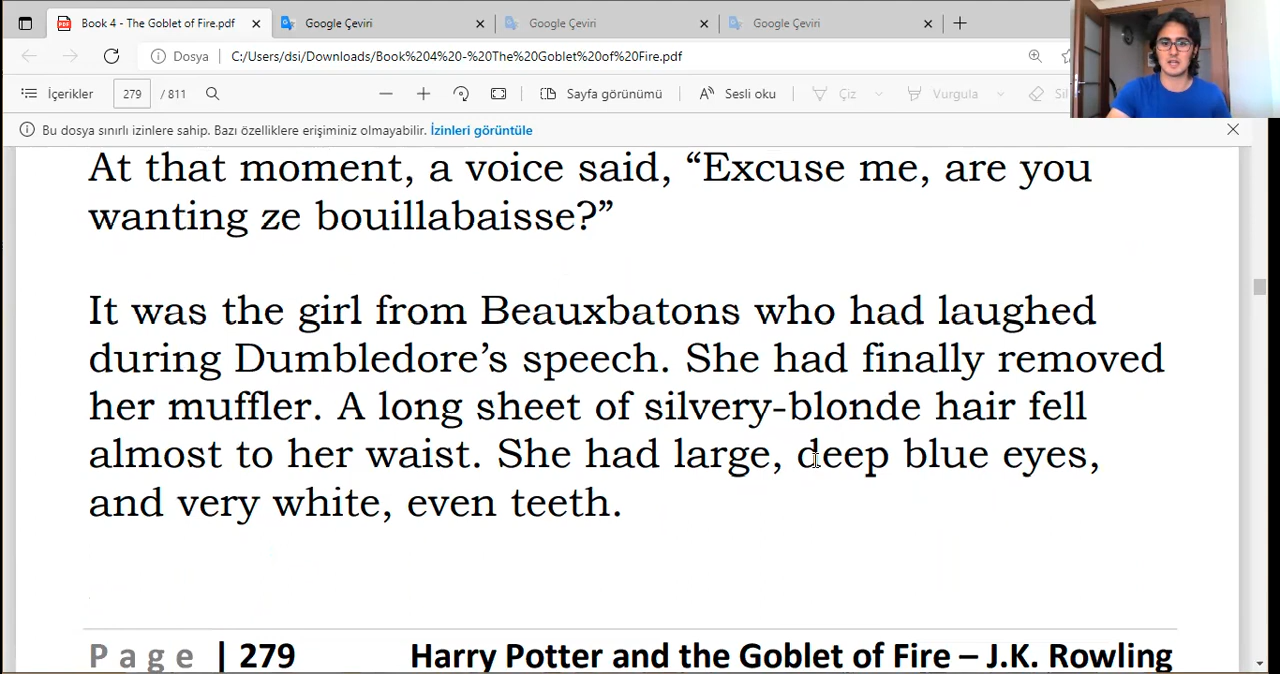 Book 4 - The Goblet of Fire.pdf
Google Çeviri
Google Çeviri
Google Çeviri
Dosya
C:/Users/dsi/Downloads/Book%204%20-%20The%20Goblet%20of%20Fire.pdf
İçerikler
279 / 811
Sayfa görünümü
Sesli oku
Çiz
Vurgula
Bu dosya sınırlı izinlere sahip. Bazı özelliklere erişiminiz olmayabilir. İzinleri görüntüle
At that moment, a voice said, “Excuse me, are you
wanting ze bouillabaisse?”
It was the girl from Beauxbatons who had laughed
during Dumbledore’s speech. She had finally removed
her muffler. A long sheet of silvery-blonde hair fell
almost to her waist. She had large, deep blue eyes,
and very white, even teeth.
Page | 279
Harry Potter and the Goblet of Fire – J.K. Rowling